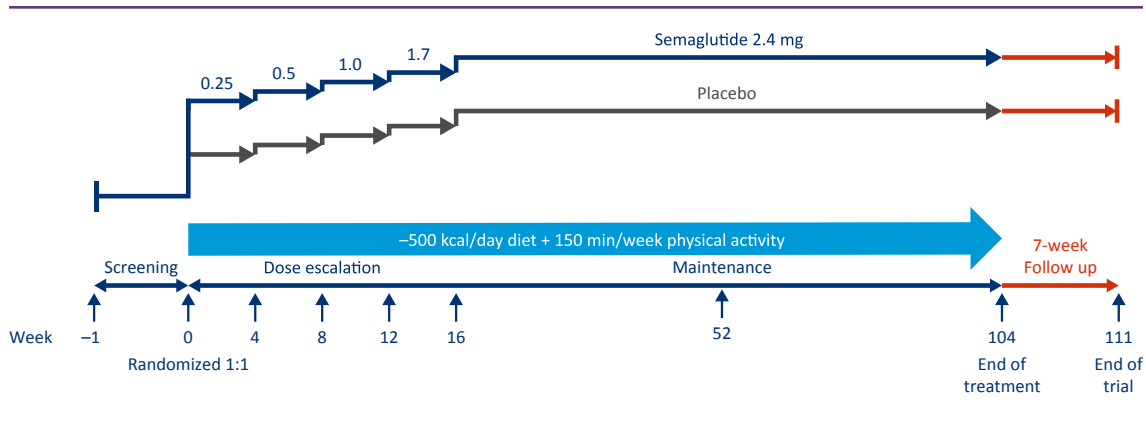 Semaglutide 2.4 mg
0.25
0.5
1.0
1.7
Placebo
–500 kcal/day diet + 150 min/week physical activity
7-week
Follow up
Screening
Dose escalation
Maintenance
Week
–1
0
4
8
12
16
52
104
111
Randomized 1:1
End of
treatment
End of
trial